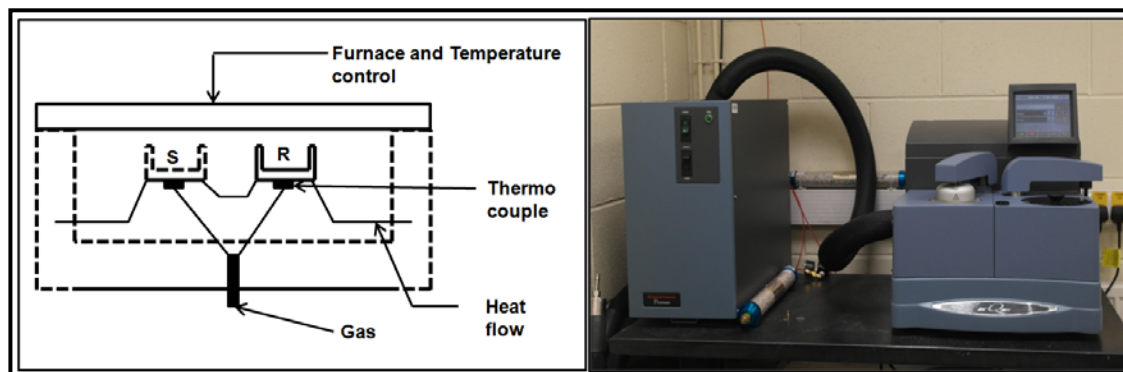 Furnace and Temperature
control
S
R
Thermo
couple
Heat
flow
Gas